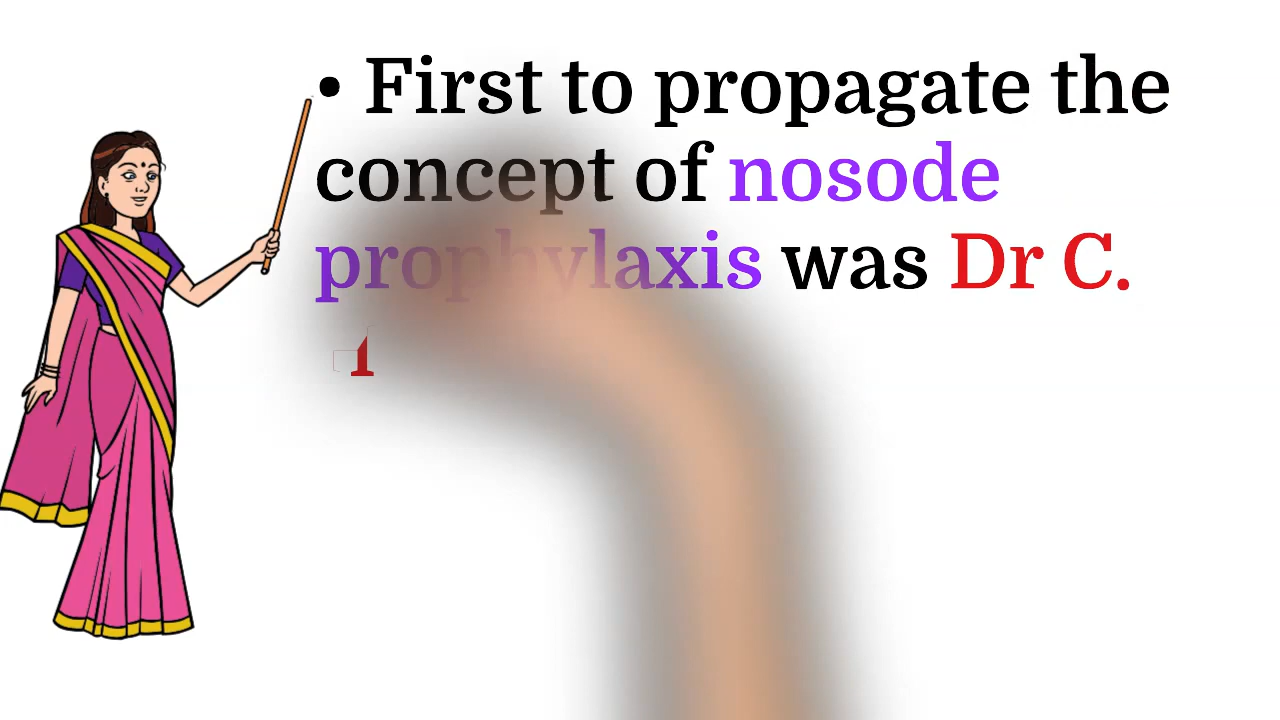 • First to propagate the
concept of nosode
prophylaxis was Dr C.